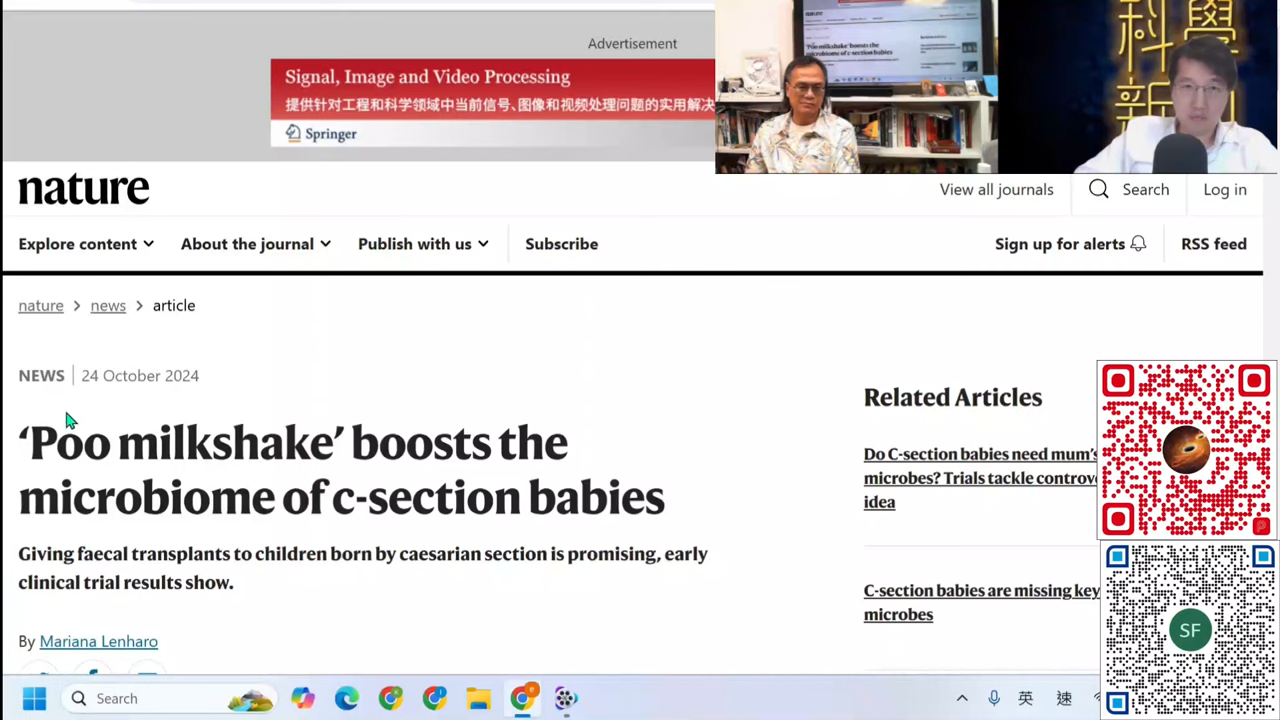 Advertisement
Signal, Image and Video Processing
提供针对工程和科学领域中当前信号、图像和视频处理问题的实用解决
Springer
科學
新
nature
View all journals
Search
Log in
Explore content
About the journal
Publish with us
Subscribe
Sign up for alerts
RSS feed
nature > news > article
NEWS | 24 October 2024
‘Poo milkshake’ boosts the
microbiome of c-section babies
Giving faecal transplants to children born by caesarian section is promising, early
clinical trial results show.
By Mariana Lenharo
Related Articles
Do C-section babies need mum’s
microbes? Trials tackle controve
idea
C-section babies are missing key
microbes
SF
Search
英
速